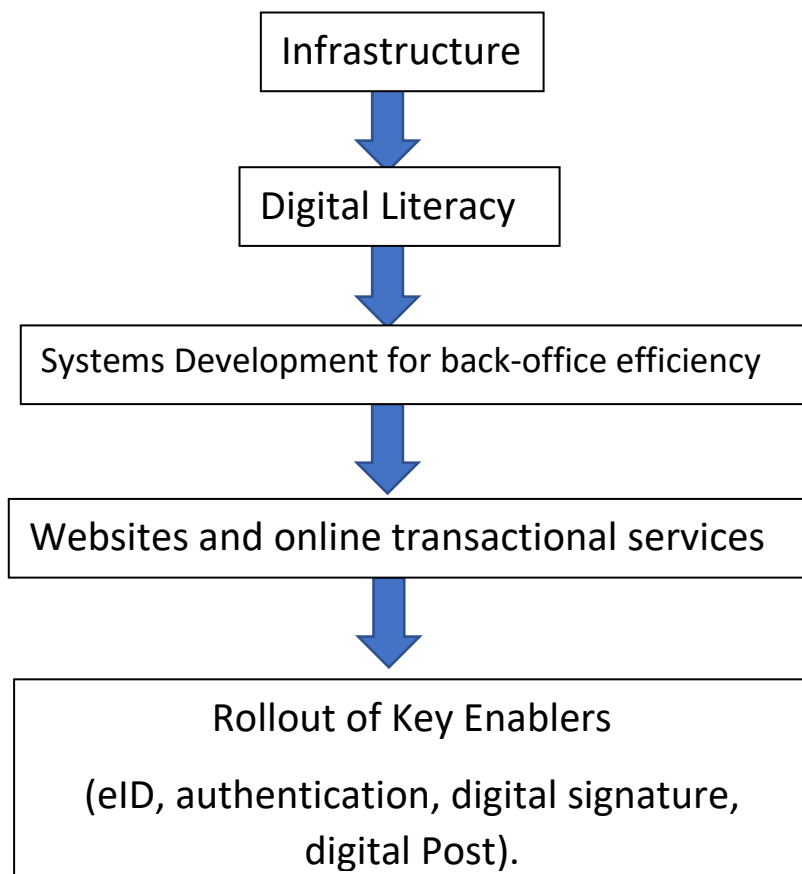 Infrastructure
Digital Literacy
Systems Development for back-office efficiency
Websites and online transactional services
Rollout of Key Enablers
(eID, authentication, digital signature,
digital Post).